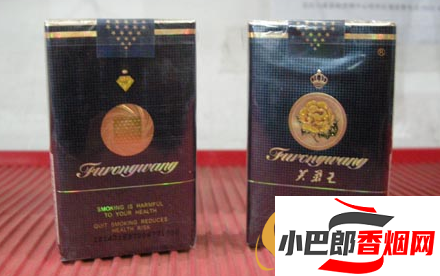 Furongwang
SMOKING IS HARMFUL
TO YOUR HEALTH
QUIT SMOKING REDUCES
HEALTH RISK
®
Furongwang
芙蓉王
小巴郎香烟网